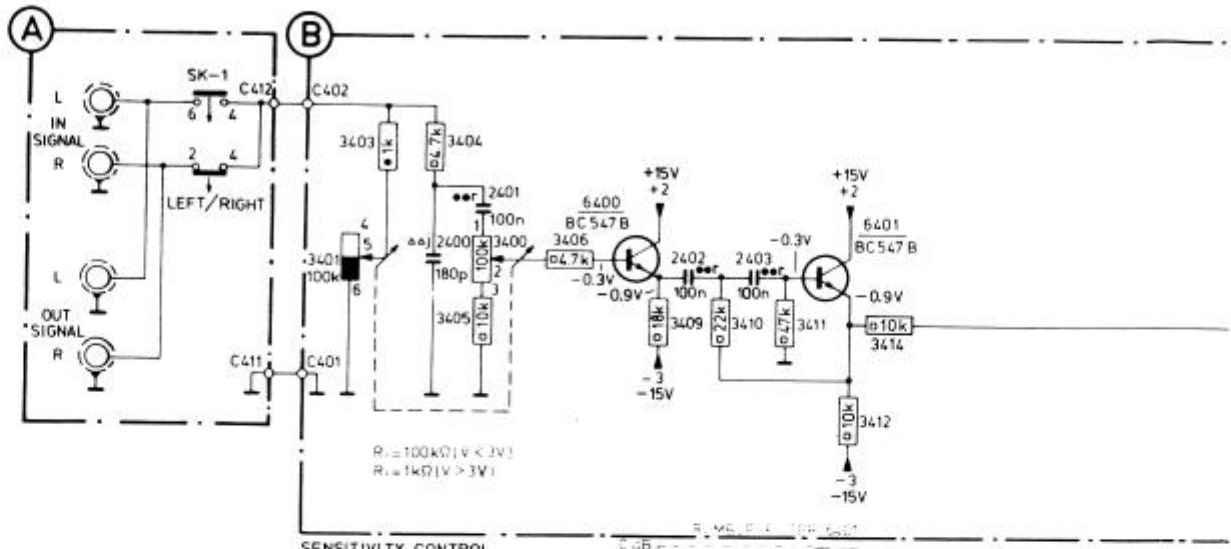 A
B
SK-1
L
6
4
C412
C402
IN
SIGNAL
R
2
4
LEFT/RIGHT
L
OUT
SIGNAL
R
C411
C401
3403
1k
4.7k
3404
2401
100n
4
5
6
3401
100k
2400
180p
1
100k
3400
2
3
3405
10k
3406
4.7k
6400
BC547B
+15V
+2
-0.3V
-0.9V
2402
100n
2403
100n
18k
3409
22k
3410
47k
3411
-3
-15V
-0.3V
+15V
+2
6401
BC547B
-0.9V
10k
3414
10k
3412
-3
-15V
Ri=100kΩ(V<3V)
Ri=1kΩ(V>3V)
SENSITIVITY CONTROL